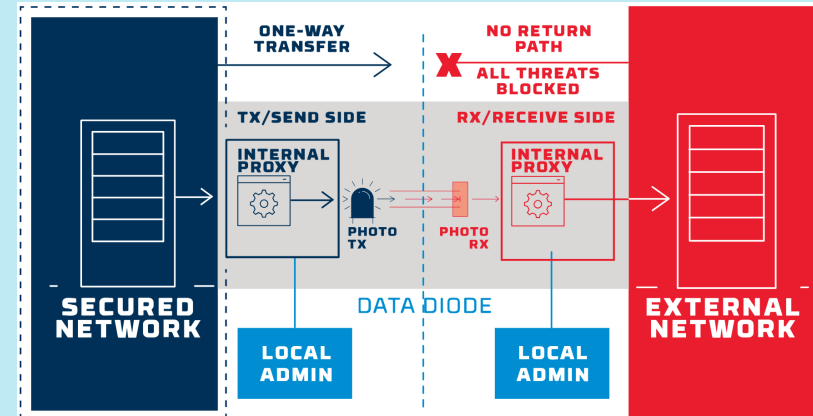 ONE-WAY
TRANSFER
NO RETURN
PATH
ALL THREATS
BLOCKED
TX/SEND SIDE
RX/RECEIVE SIDE
INTERNAL
PROXY
INTERNAL
PROXY
PHOTO
TX
PHOTO
RX
SECURED
NETWORK
DATA DIODE
EXTERNAL
NETWORK
LOCAL
ADMIN
LOCAL
ADMIN